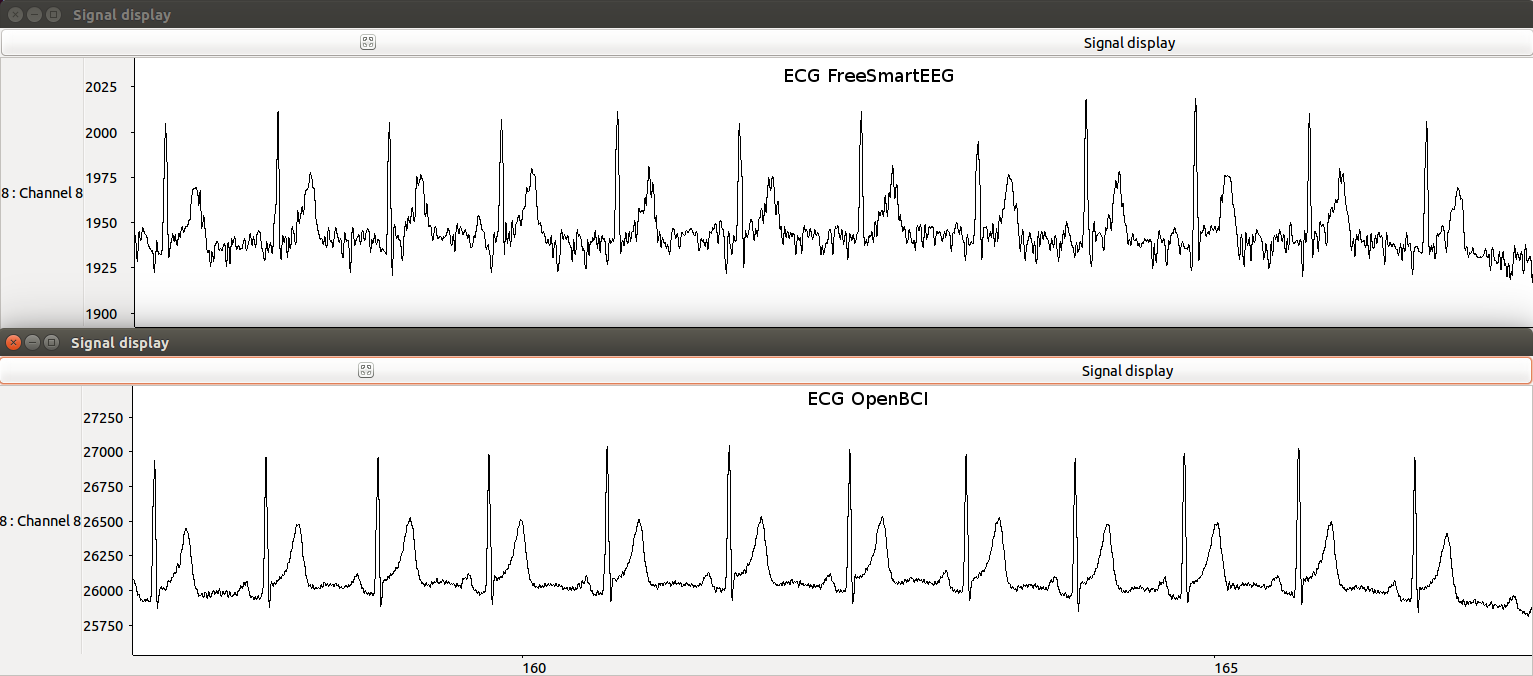 Signal display
Signal display
ECG FreeSmartEEG
2025
2000
1975
8 : Channel 8
1950
1925
1900
Signal display
Signal display
ECG OpenBCI
27250
27000
26750
8 : Channel 8
26500
26250
26000
25750
160 165